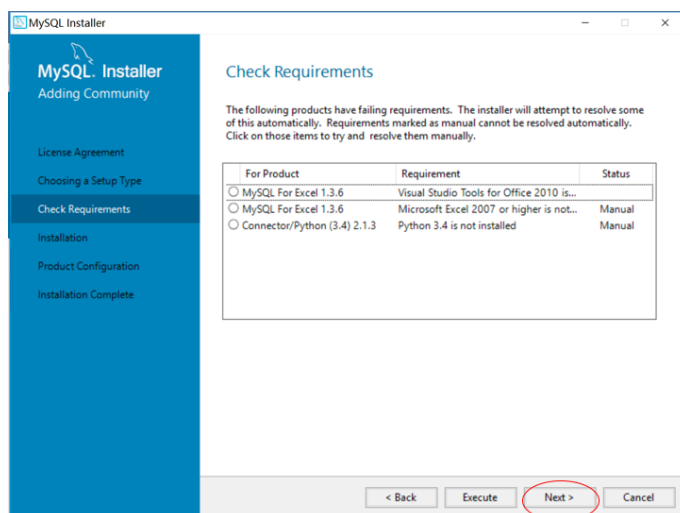 MySQL Installer
MySQL. Installer
Adding Community
License Agreement
Choosing a Setup Type
Check Requirements
Installation
Product Configuration
Installation Complete
Check Requirements
The following products have failing requirements. The installer will attempt to resolve some
of this automatically. Requirements marked as manual cannot be resolved automatically.
Click on those items to try and resolve them manually.
For Product Requirement Status
MySQL For Excel 1.3.6 Visual Studio Tools for Office 2010 is...
MySQL For Excel 1.3.6 Microsoft Excel 2007 or higher is not... Manual
Connector/Python (3.4) 2.1.3 Python 3.4 is not installed Manual
< Back Execute Next > Cancel